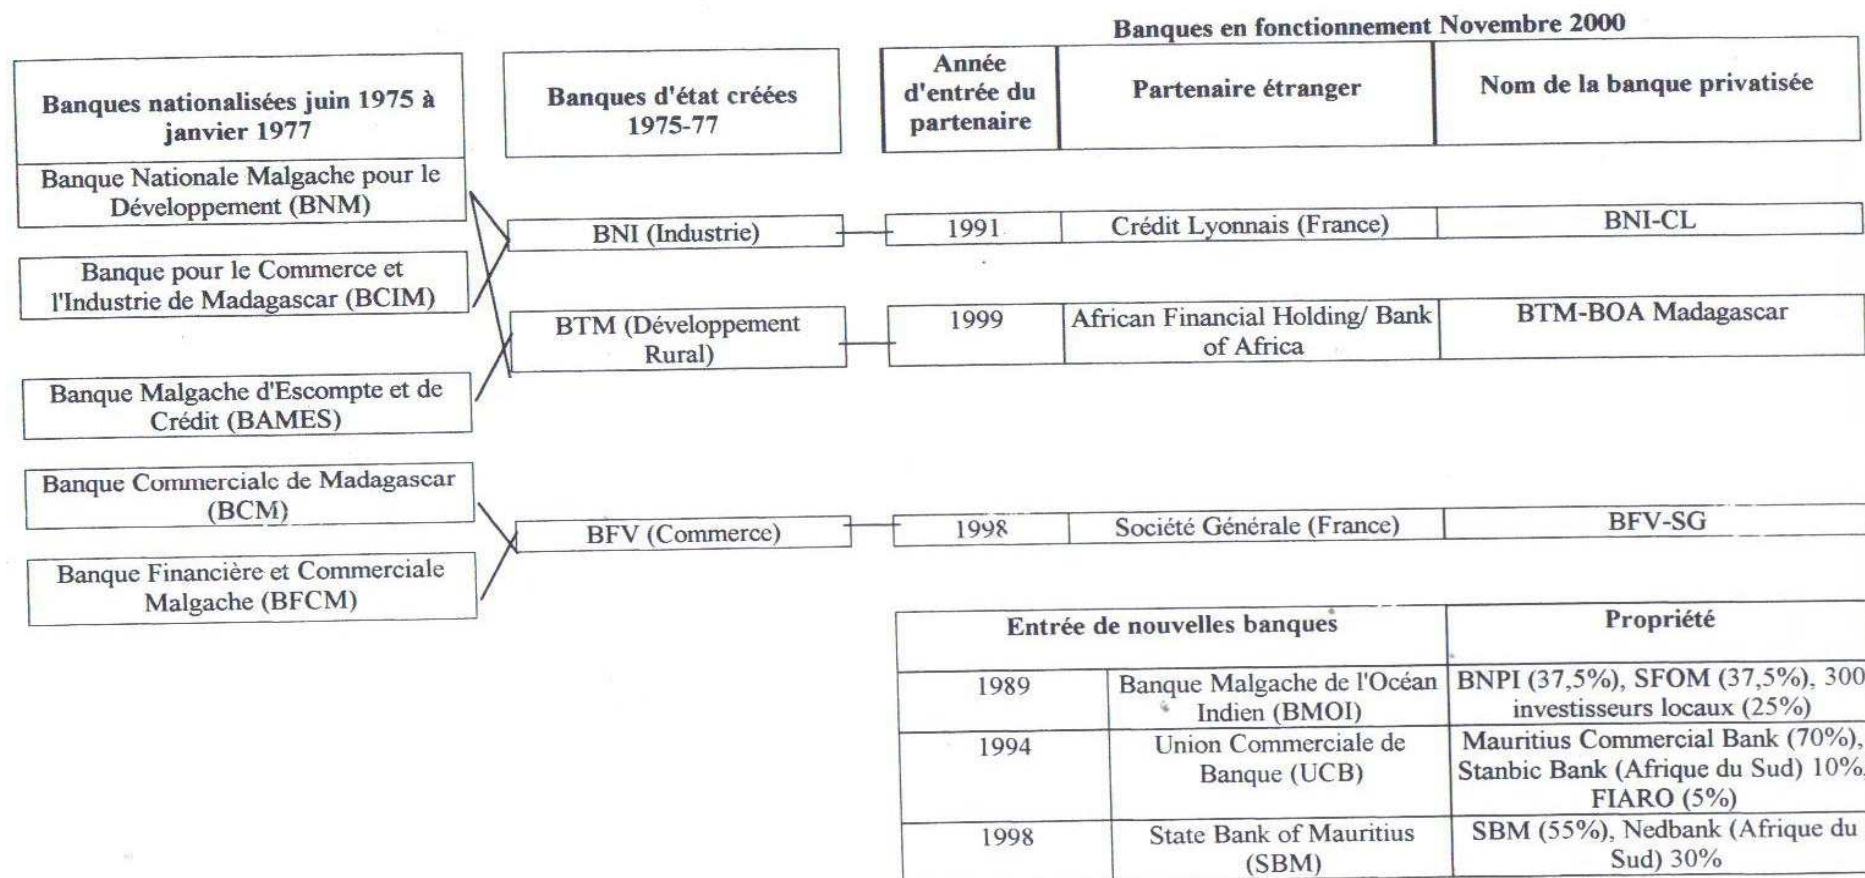 Banques en fonctionnement Novembre 2000
Banques nationalisées juin 1975 à
janvier 1977
Banques d'état créées
1975-77
Année
d'entrée du
partenaire
Partenaire étranger
Nom de la banque privatisée
Banque Nationale Malgache pour le
Développement (BNM)
BNI (Industrie)
1991
Crédit Lyonnais (France)
BNI-CL
Banque pour le Commerce et
l'Industrie de Madagascar (BCIM)
BTM (Développement
Rural)
1999
African Financial Holding/ Bank
of Africa
BTM-BOA Madagascar
Banque Malgache d'Escompte et de
Crédit (BAMES)
Banque Commerciale de Madagascar
(BCM)
BFV (Commerce)
1998
Société Générale (France)
BFV-SG
Banque Financière et Commerciale
Malgache (BFCM)
Entrée de nouvelles banques
Propriété
1989
Banque Malgache de l'Océan
Indien (BMOI)
BNPI (37,5%), SFOM (37,5%), 300
investisseurs locaux (25%)
1994
Union Commerciale de
Banque (UCB)
Mauritius Commercial Bank (70%),
Stanbic Bank (Afrique du Sud) 10%,
FIARO (5%)
1998
State Bank of Mauritius
(SBM)
SBM (55%), Nedbank (Afrique du
Sud) 30%